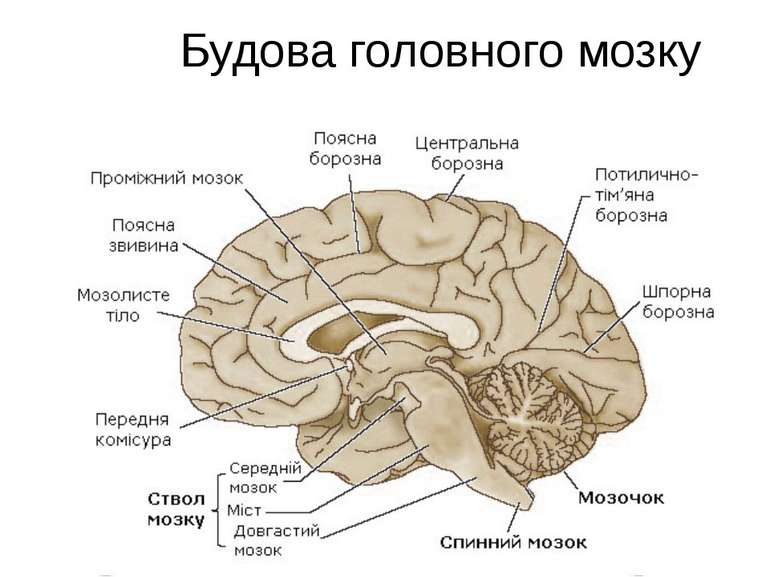 Будова головного мозку
Поясна
борозна
Центральна
борозна
Проміжний мозок
Потилично-
тім’яна
борозна
Поясна
звивина
Мозолисте
тіло
Шпорна
борозна
Передня
комісура
Ствол
мозку
Середній
мозок
Міст
Довгастий
мозок
Мозочок
Спинний мозок